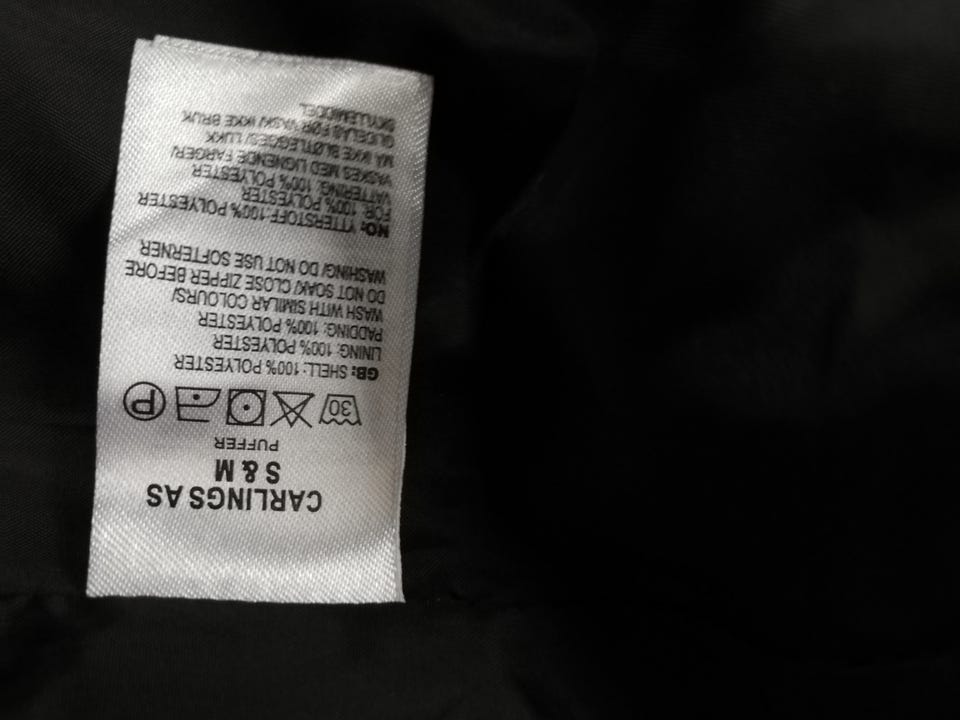 CARLINGS AS
S & M
PUFFER
30 P
GB: SHELL: 100% POLYESTER
LINING: 100% POLYESTER
PADDING: 100% POLYESTER
WASH WITH SIMILAR COLOURS/
DO NOT SOAK/ CLOSE ZIPPER BEFORE
WASHING/ DO NOT USE SOFTERNER
NO: YTTERSTOFF:100% POLYESTER
FOR: 100% POLYESTER
VATTERING: 100% POLYESTER
VASKES MED LIGNENDE FARGER/
MÅ IKKE BLØTLEGGES/ LUKK
GLIDELÅS FØR VASK/ IKKE BRUK
SKYLLEMIDDEL